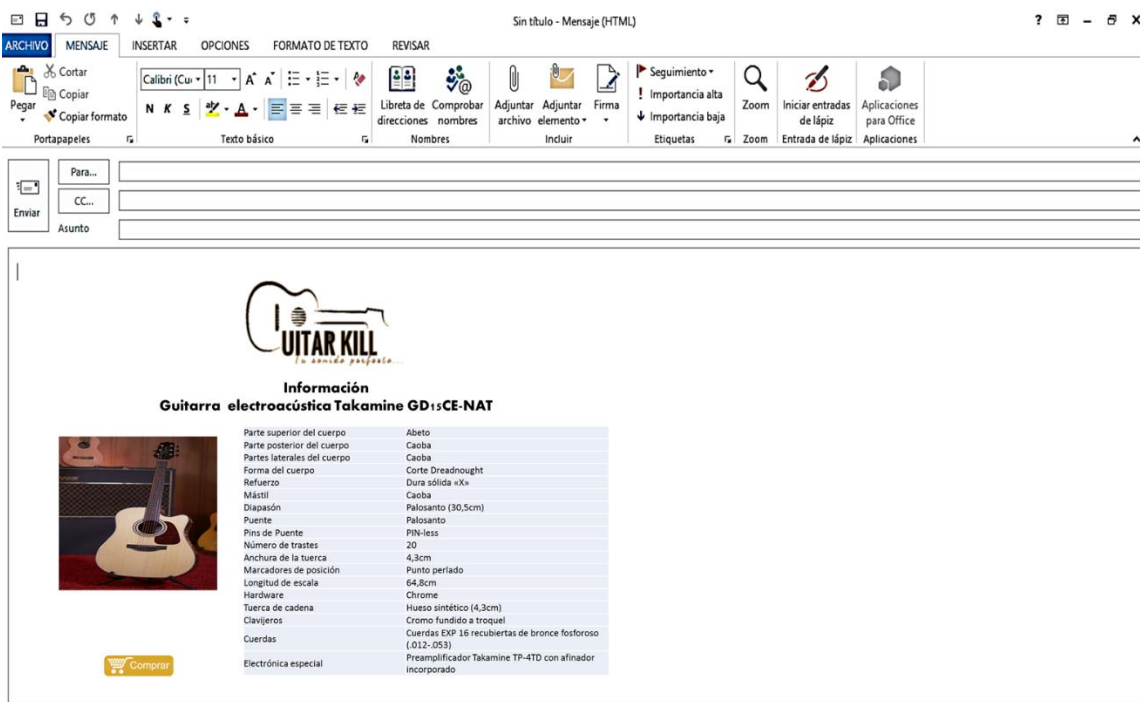 Sin título - Mensaje (HTML)
ARCHIVO MENSAJE INSERTAR OPCIONES FORMATO DE TEXTO REVISAR
Pegar
Cortar
Copiar
Copiar formato
Portapapeles
Calibri (Cu 11
N K S
Texto básico
Libreta de direcciones
Comprobar nombres
Nombres
Adjuntar archivo
Adjuntar elemento
Firma
Incluir
Seguimiento
Importancia alta
Importancia baja
Etiquetas
Zoom
Zoom
Iniciar entradas de lápiz
Entrada de lápiz
Aplicaciones para Office
Aplicaciones
Enviar
Para...
CC...
Asunto
UITAR KILL
Tu sonido perfecto...
Información
Guitarra electroacústica Takamine GD15CE-NAT
Parte superior del cuerpo Abeto
Parte posterior del cuerpo Caoba
Partes laterales del cuerpo Caoba
Forma del cuerpo Corte Dreadnought
Refuerzo Dura sólida «X»
Mástil Caoba
Diapasón Palosanto (30,5cm)
Puente Palosanto
Pins de Puente PIN-less
Número de trastes 20
Anchura de la tuerca 4,3cm
Marcadores de posición Punto perlado
Longitud de escala 64,8cm
Hardware Chrome
Tuerca de cadena Hueso sintético (4,3cm)
Clavijeros Cromo fundido a troquel
Cuerdas Cuerdas EXP 16 recubiertas de bronce fosforoso
(.012-.053)
Electrónica especial Preamplificador Takamine TP-4TD con afinador
incorporado
Comprar